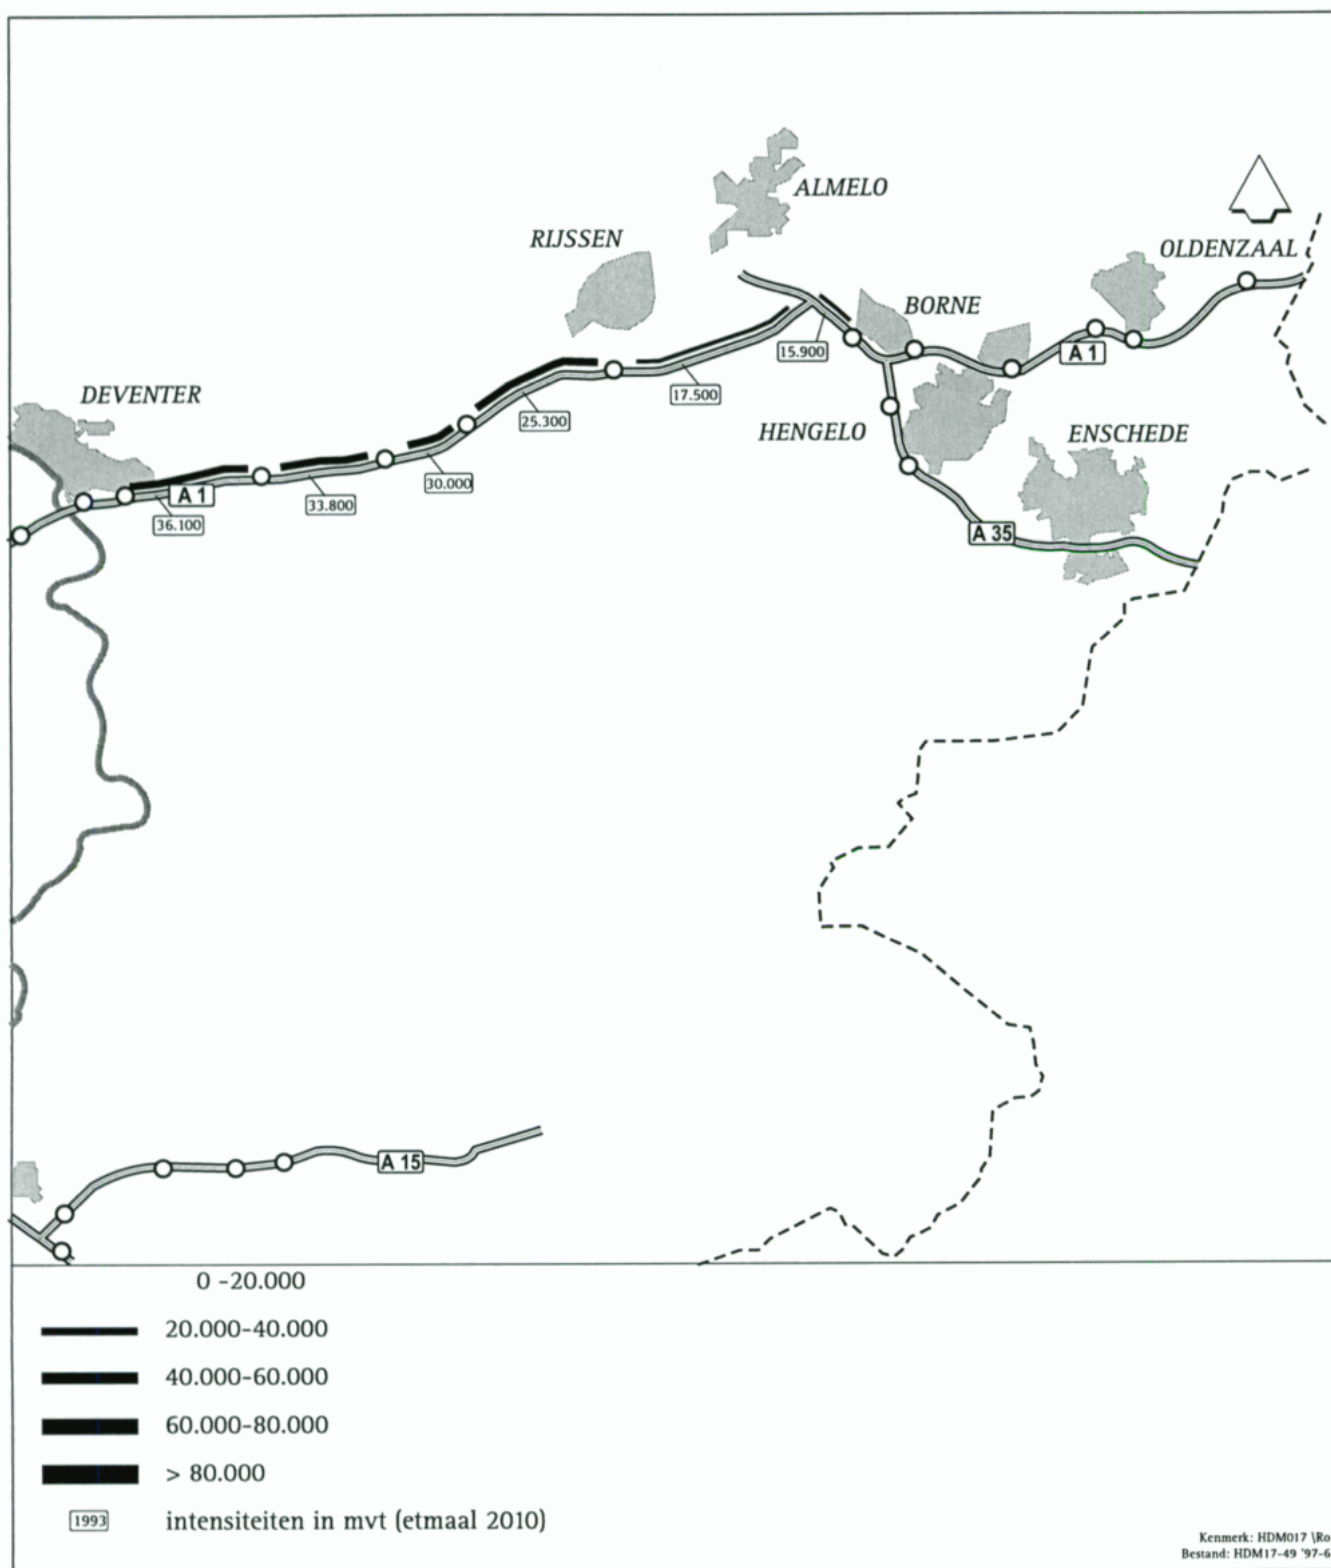 ALMELO
RIJSSEN
OLDENZAAL
BORNE
15.900
A 1
17.500
DEVENTER
25.300
HENGELO
ENSCHEDE
30.000
A 1
33.800
36.100
A 35
A 15
0 -20.000
20.000-40.000
40.000-60.000
60.000-80.000
> 80.000
1993 intensiteiten in mvt (etmaal 2010)
Kenmerk: HDM017 \Ro
Bestand: HDM17-49 '97-6